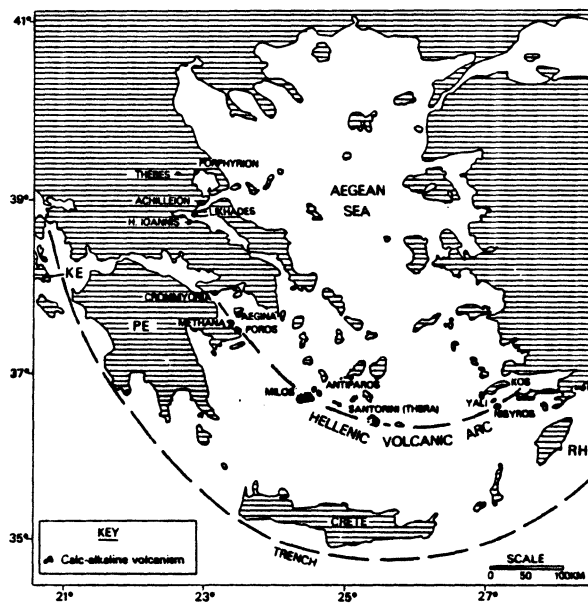 41°
39°
37°
35°
21°
23°
25°
27°
PORPHYRION
THEBES
ACHILLEION
LIKHADES
H. IOANNIS
AEGEAN
SEA
KE
CROMMYONIA
PE
METHANA
AEGINA
POROS
MILOS
ANTIPAROS
SANTORINI (THERA)
KOS
YALI
NISYROS
HELLENIC VOLCANIC ARC
RH
CRETE
TRENCH
KEY
Calc-alkaline volcanism
SCALE
0 50 100KM